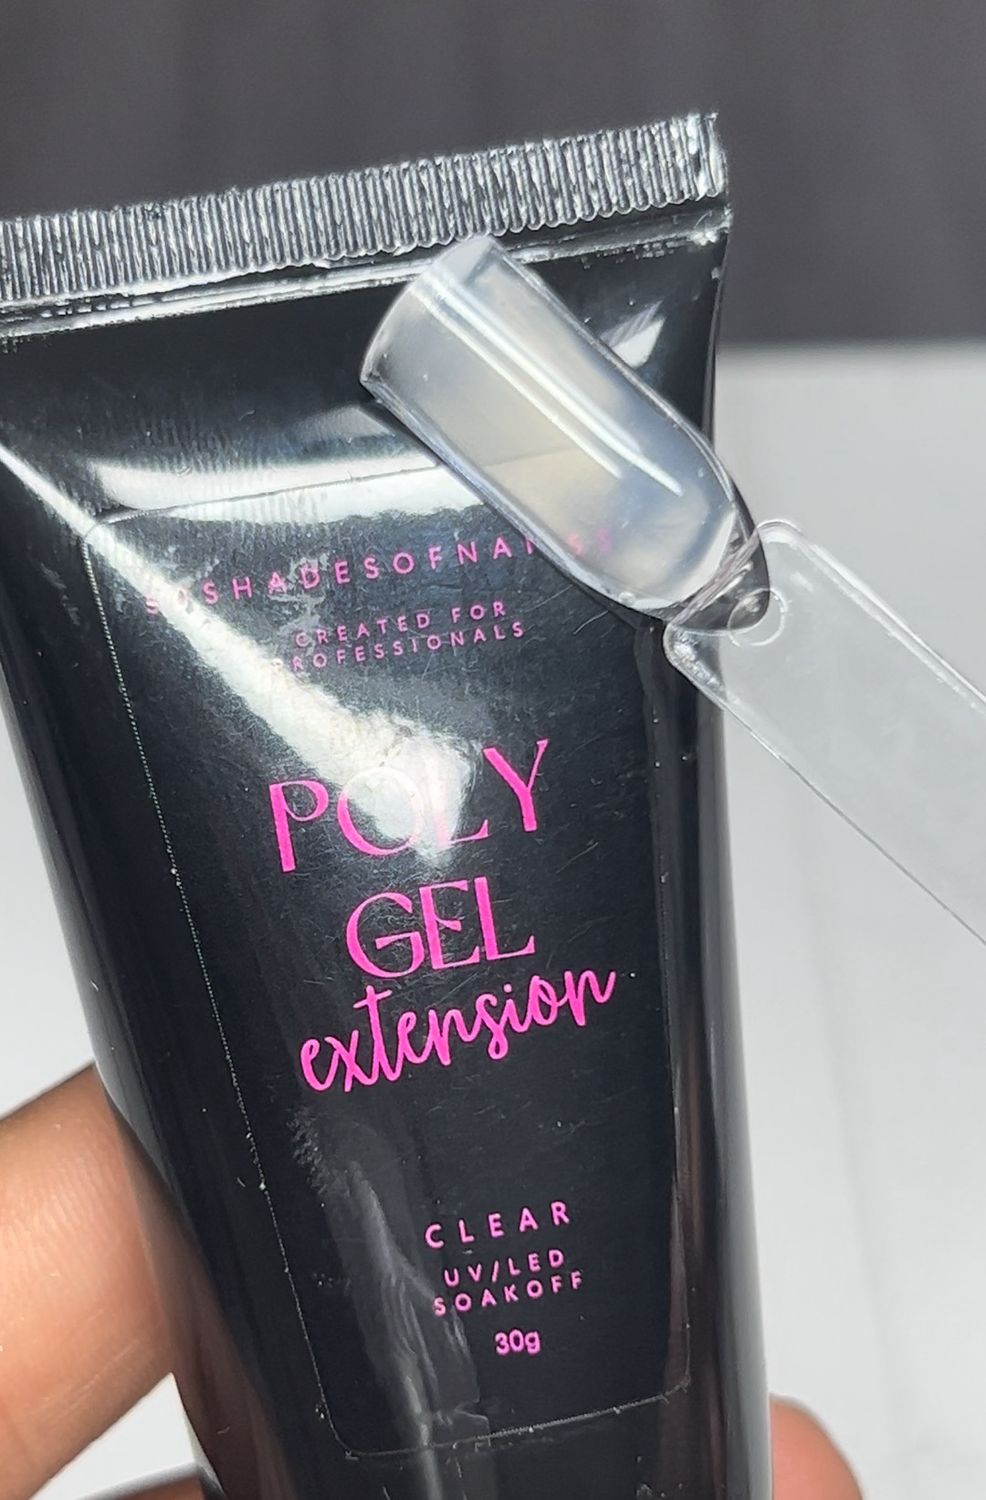 CREATED FOR
PROFESSIONALS
POLY
GEL
extension
CLEAR
UV/LED
SOAKOFF
30g